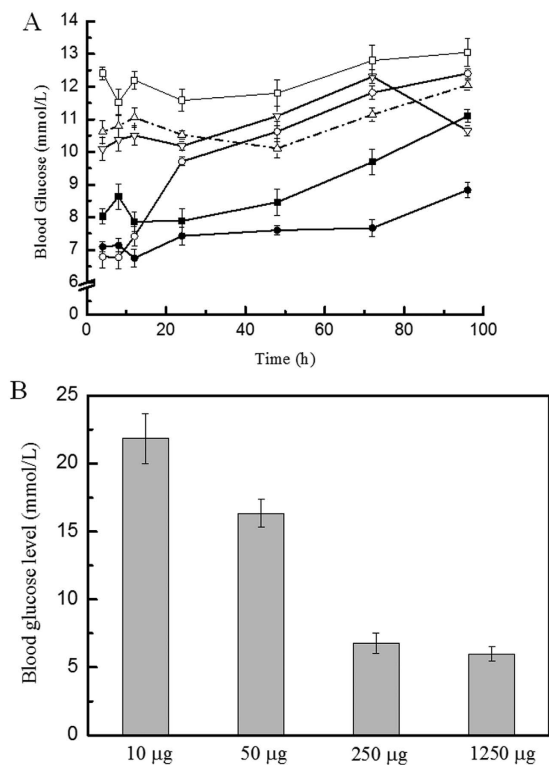 A
Blood Glucose (mmol/L)
14
13
12
11
10
9
8
7
6
0
0 20 40 60 80 100
Time (h)
B
Blood glucose level (mmol/L)
25
20
15
10
5
0
10 μg 50 μg 250 μg 1250 μg